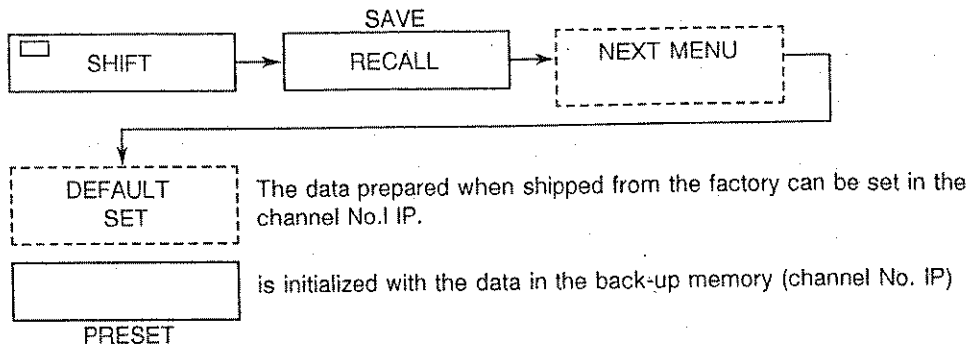 SAVE
SHIFT
RECALL
NEXT MENU
DEFAULT
SET
The data prepared when shipped from the factory can be set in the
channel No.I IP.
is initialized with the data in the back-up memory (channel No. IP)
PRESET